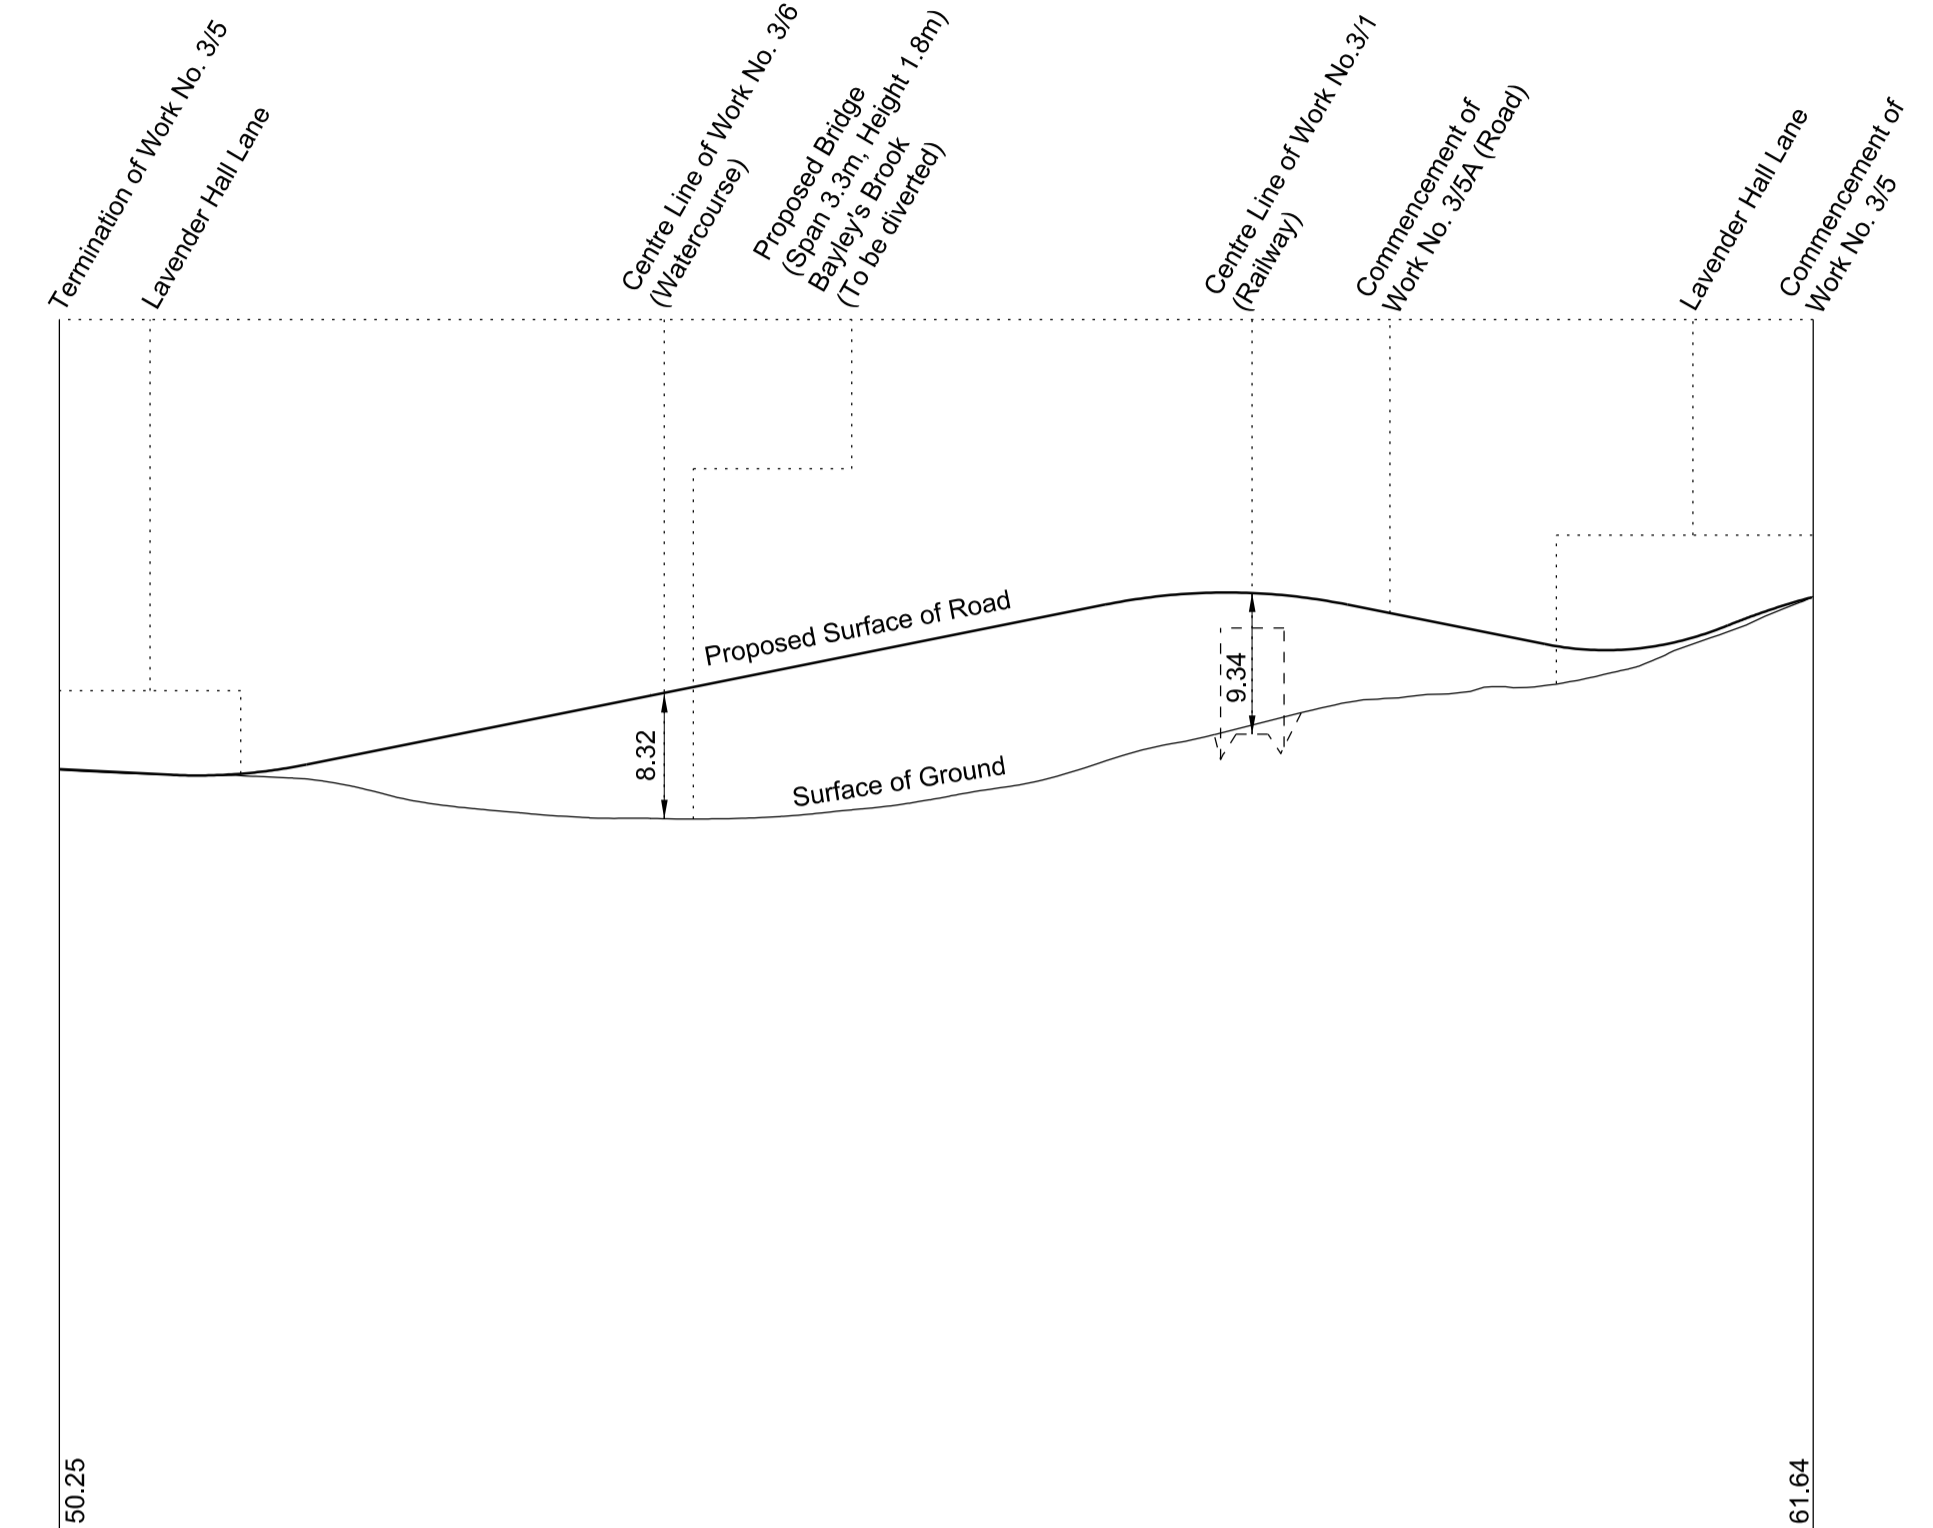 Termination of Work No. 3/5
Lavender Hall Lane
Centre Line of Work No. 3/6
(Watercourse)
Proposed Bridge
(Span 3.3m, Height 1.8m)
Bayley's Brook
(To be diverted)
Centre Line of Work No.3/1
(Railway)
Commencement of
Work No. 3/5A (Road)
Lavender Hall Lane
Commencement of
Work No. 3/5
Proposed Surface of Road
9.34
8.32
Surface of Ground
50.25
61.64